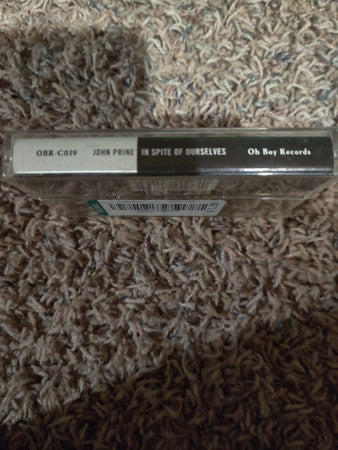 OBR-C019 JOHN PRINE IN SPITE OF OURSELVES Oh Boy Records